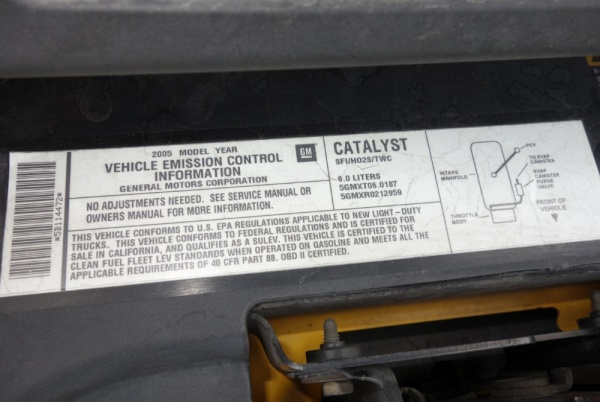 2005 MODEL YEAR
VEHICLE EMISSION CONTROL
INFORMATION
GENERAL MOTORS CORPORATION
GM
NO ADJUSTMENTS NEEDED. SEE SERVICE MANUAL OR
OWNERS MANUAL FOR MORE INFORMATION.
CATALYST
SFI/HO2S/TWC
6.0 LITERS
5GMXT06.0187
5GMXR0212959
THIS VEHICLE CONFORMS TO U.S. EPA REGULATIONS APPLICABLE TO NEW LIGHT-DUTY
TRUCKS. THIS VEHICLE CONFORMS TO FEDERAL REGULATIONS AND IS CERTIFIED FOR
SALE IN CALIFORNIA, AND QUALIFIES AS A SULEV. THIS VEHICLE IS CERTIFIED TO THE
CLEAN FUEL FLEET LEV STANDARDS WHEN OPERATED ON GASOLINE AND MEETS ALL THE
APPLICABLE REQUIREMENTS OF 40 CFR PART 88. OBD II CERTIFIED.
INTAKE
MANIFOLD
THROTTLE
BODY
PCV
TO EVAP
CANISTER
EVAP
CANISTER
PURGE
VALVE
FRONT OF
VEHICLE
*5B114472*